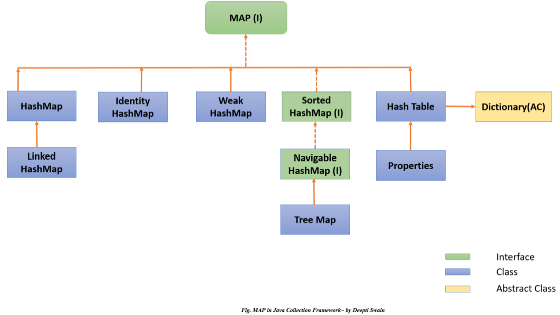 MAP (I)
HashMap
Identity
HashMap
Weak
HashMap
Sorted
HashMap (I)
Hash Table
Dictionary(AC)
Linked
HashMap
Navigable
HashMap (I)
Properties
Tree Map
Interface
Class
Abstract Class
Fig. MAP in Java Collection Framework - by Deepti Swain